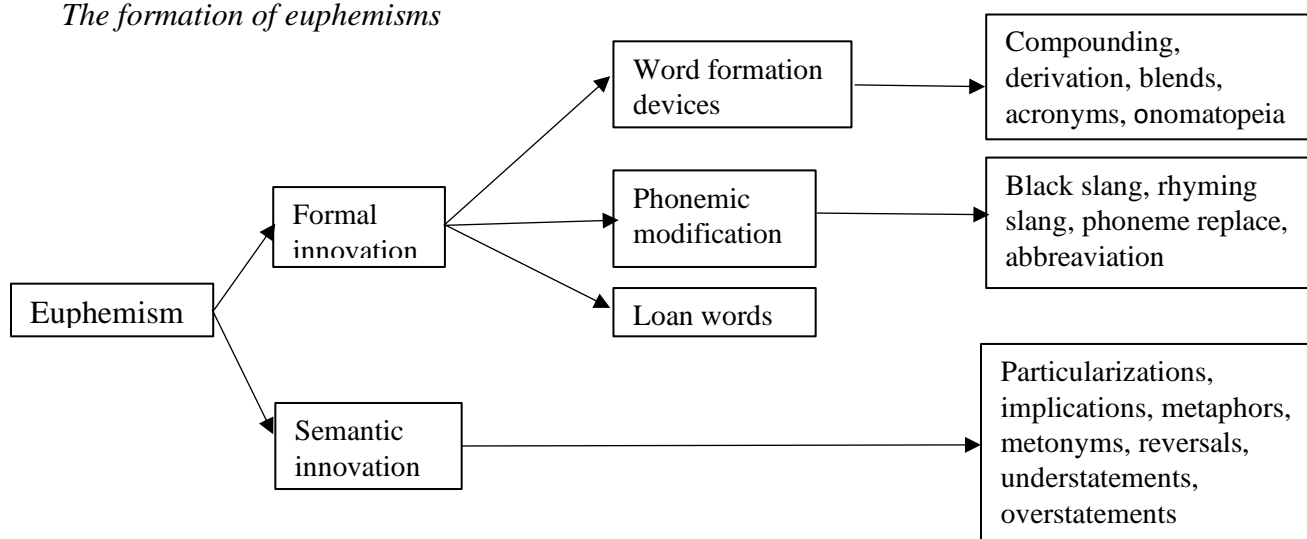 The formation of euphemisms
Word formation
devices
Compounding,
derivation, blends,
acronyms, onomatopeia
Formal
innovation
Phonemic
modification
Black slang, rhyming
slang, phoneme replace,
abbreaviation
Euphemism
Loan words
Semantic
innovation
Particularizations,
implications, metaphors,
metonyms, reversals,
understatements,
overstatements